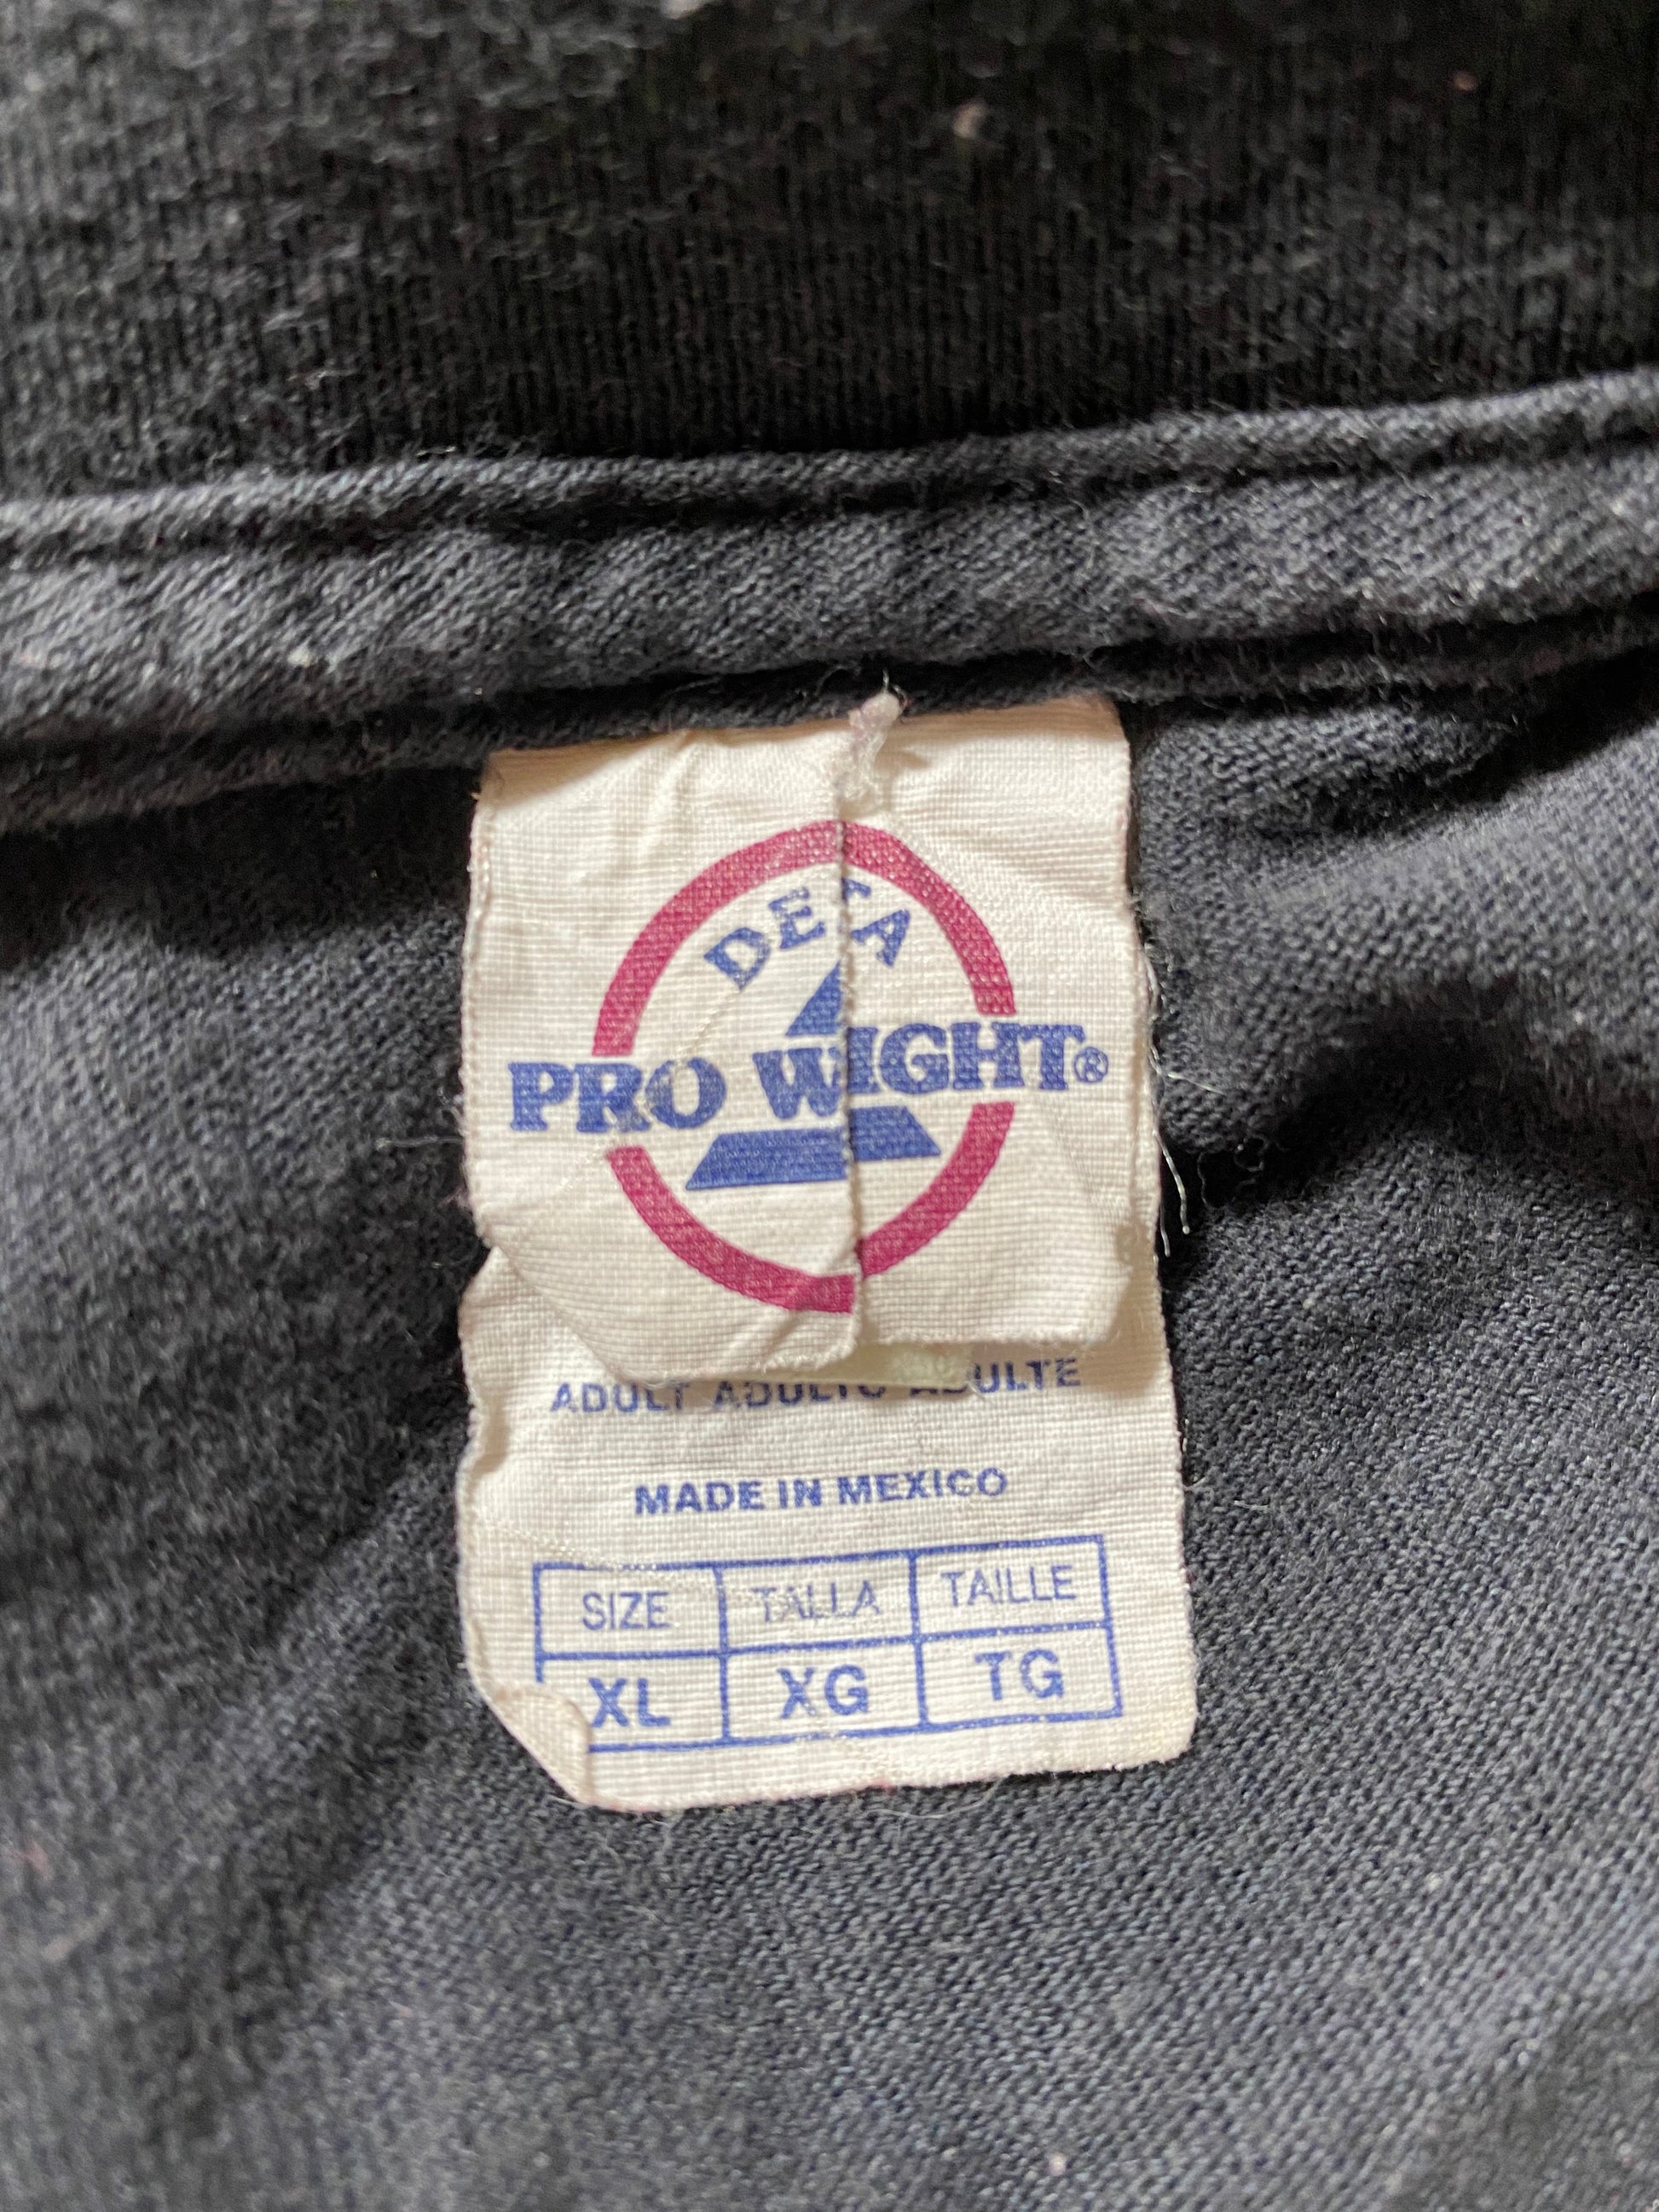 DELTA
PRO WEIGHT®
ADULT ADULTO ADULTE
MADE IN MEXICO
SIZE TALLA TAILLE
XL XG TG